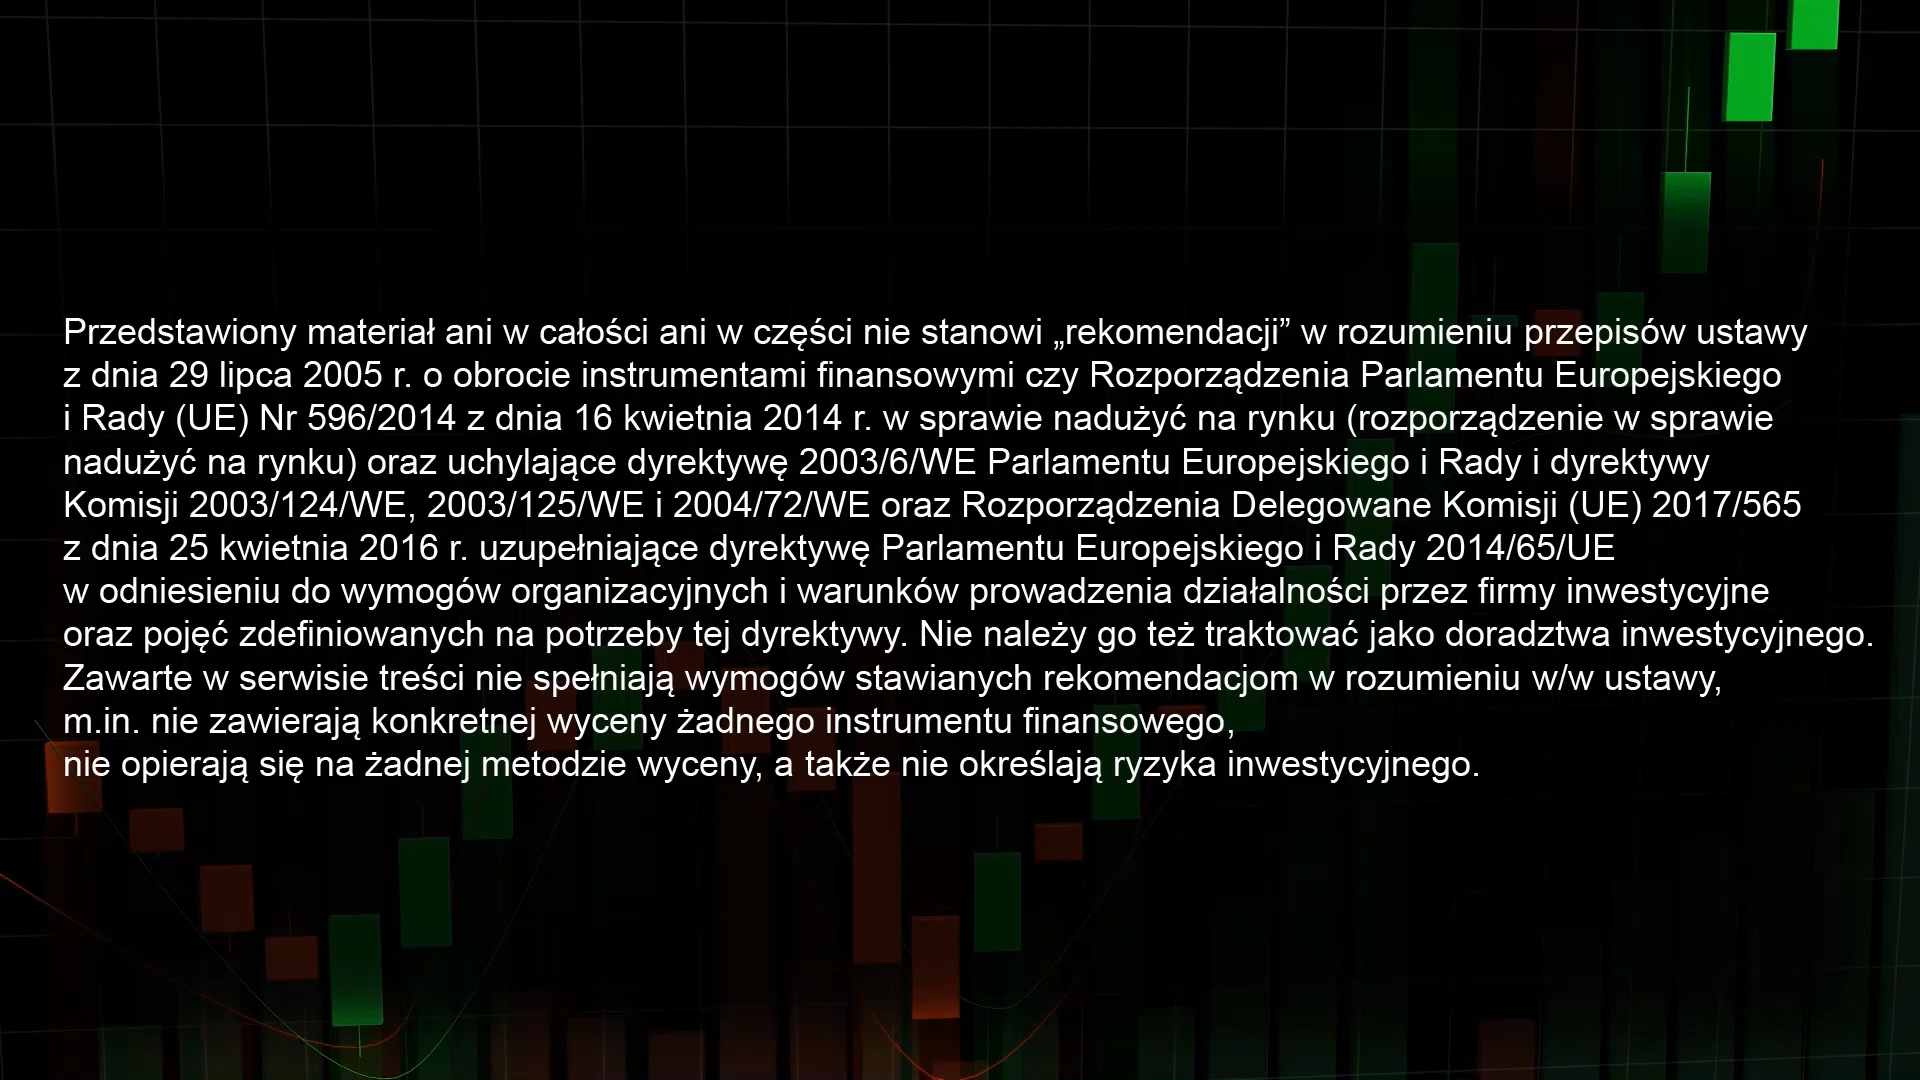 Przedstawiony materiał ani w całości ani w części nie stanowi „rekomendacji” w rozumieniu przepisów ustawy
z dnia 29 lipca 2005 r. o obrocie instrumentami finansowymi czy Rozporządzenia Parlamentu Europejskiego
i Rady (UE) Nr 596/2014 z dnia 16 kwietnia 2014 r. w sprawie nadużyć na rynku (rozporządzenie w sprawie
nadużyć na rynku) oraz uchylające dyrektywę 2003/6/WE Parlamentu Europejskiego i Rady i dyrektywy
Komisji 2003/124/WE, 2003/125/WE i 2004/72/WE oraz Rozporządzenia Delegowane Komisji (UE) 2017/565
z dnia 25 kwietnia 2016 r. uzupełniające dyrektywę Parlamentu Europejskiego i Rady 2014/65/UE
w odniesieniu do wymogów organizacyjnych i warunków prowadzenia działalności przez firmy inwestycyjne
oraz pojęć zdefiniowanych na potrzeby tej dyrektywy. Nie należy go też traktować jako doradztwa inwestycyjnego.
Zawarte w serwisie treści nie spełniają wymogów stawianych rekomendacjom w rozumieniu w/w ustawy,
m.in. nie zawierają konkretnej wyceny żadnego instrumentu finansowego,
nie opierają się na żadnej metodzie wyceny, a także nie określają ryzyka inwestycyjnego.